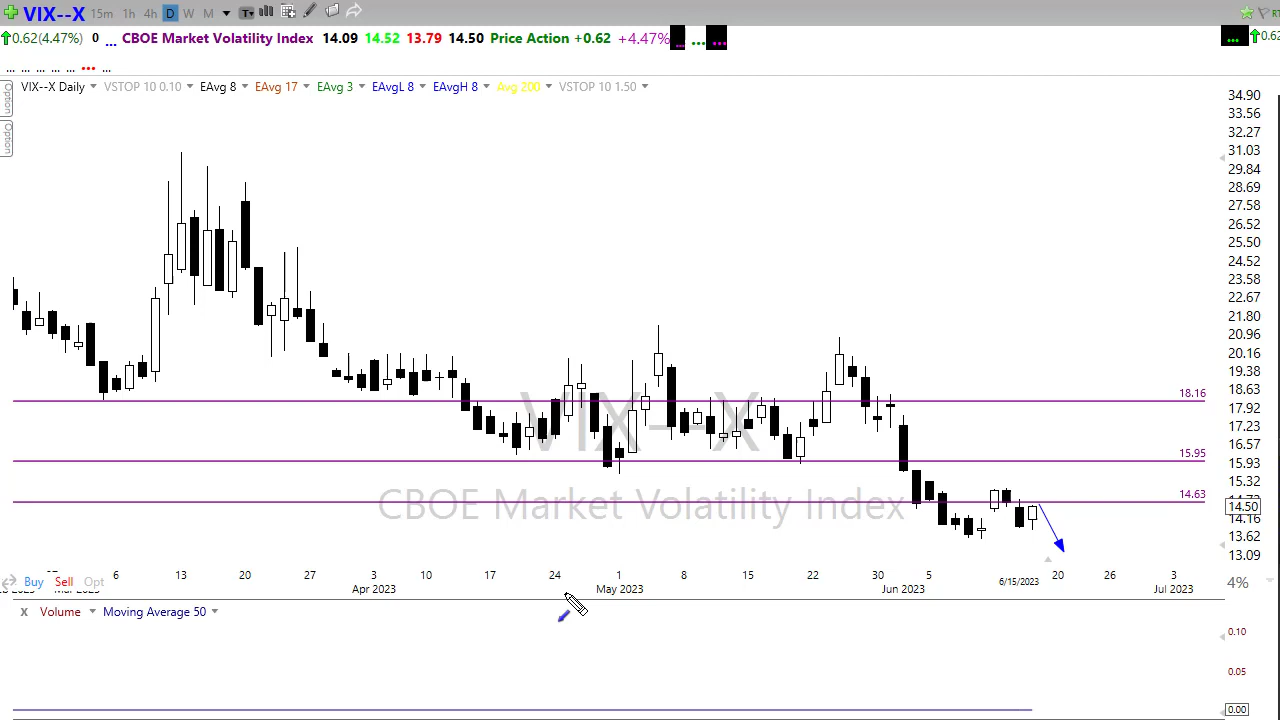 VIX--X 15m 1h 4h D W M T
0.62(4.47%) 0 ... CBOE Market Volatility Index 14.09 14.52 13.79 14.50 Price Action +0.62 +4.47% ... ... ... ... 0.62
... ... ... ... ... ... ...
VIX--X Daily VSTOP 10 0.10 EAvg 8 EAvg 17 EAvg 3 EAvgL 8 EAvgH 8 Avg 200 VSTOP 10 1.50
Option
Option
34.90
33.56
32.27
31.03
29.84
28.69
27.58
26.52
25.50
24.52
23.58
22.67
21.80
20.96
20.16
19.38
18.63
17.92
17.23
16.57
15.93
15.32
14.50
14.16
13.62
13.09
18.16
15.95
14.63
VIX--X
CBOE Market Volatility Index
6 13 20 27 3 10 17 24 1 8 15 22 30 5 6/15/2023 20 26 3
Buy Sell Opt 4%
Apr 2023 May 2023 Jun 2023 Jul 2023
X Volume Moving Average 50
0.10
0.05
0.00